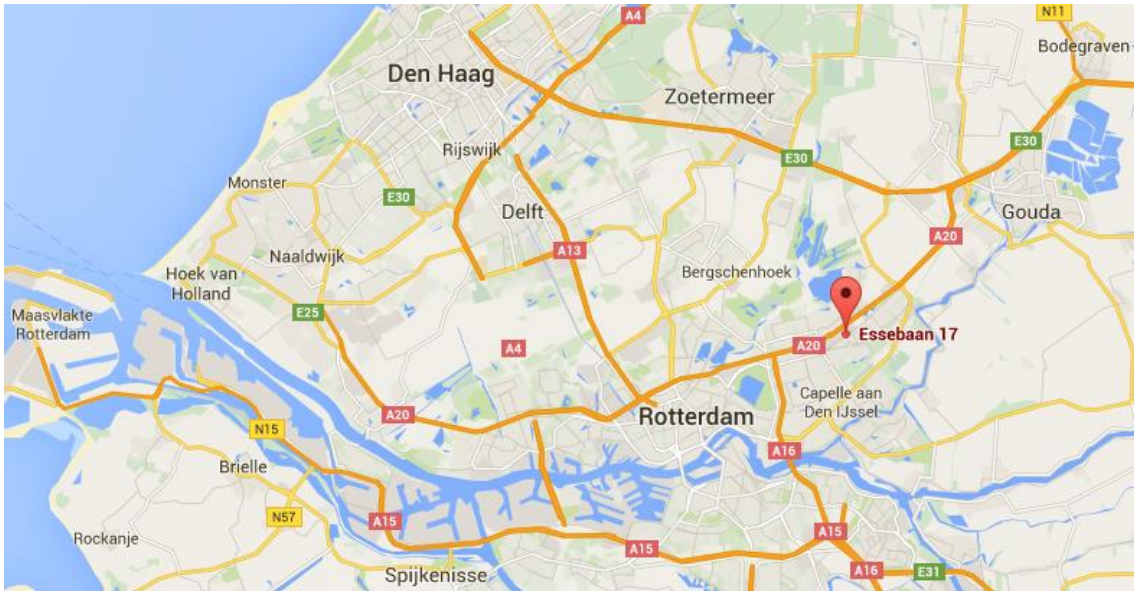 A4
N11
Bodegraven
Den Haag
Zoetermeer
E30
Rijswijk
E30
Monster
E30
Delft
Gouda
A20
A13
Naaldwijk
Bergschenhoek
Hoek van
Holland
E25
Maasvlakte
Rotterdam
Essebaan 17
A20
A4
Capelle aan
Den IJssel
A20
Rotterdam
N15
A16
Brielle
N57
A15
A15
Rockanje
A15
Spijkenisse
A16
E31